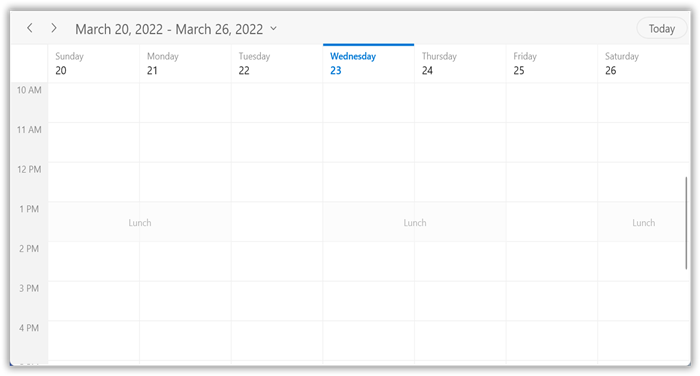 March 20, 2022 - March 26, 2022
Today
Sunday Monday Tuesday Wednesday Thursday Friday Saturday
20 21 22 23 24 25 26
10 AM
11 AM
12 PM
1 PM
Lunch Lunch Lunch
2 PM
3 PM
4 PM